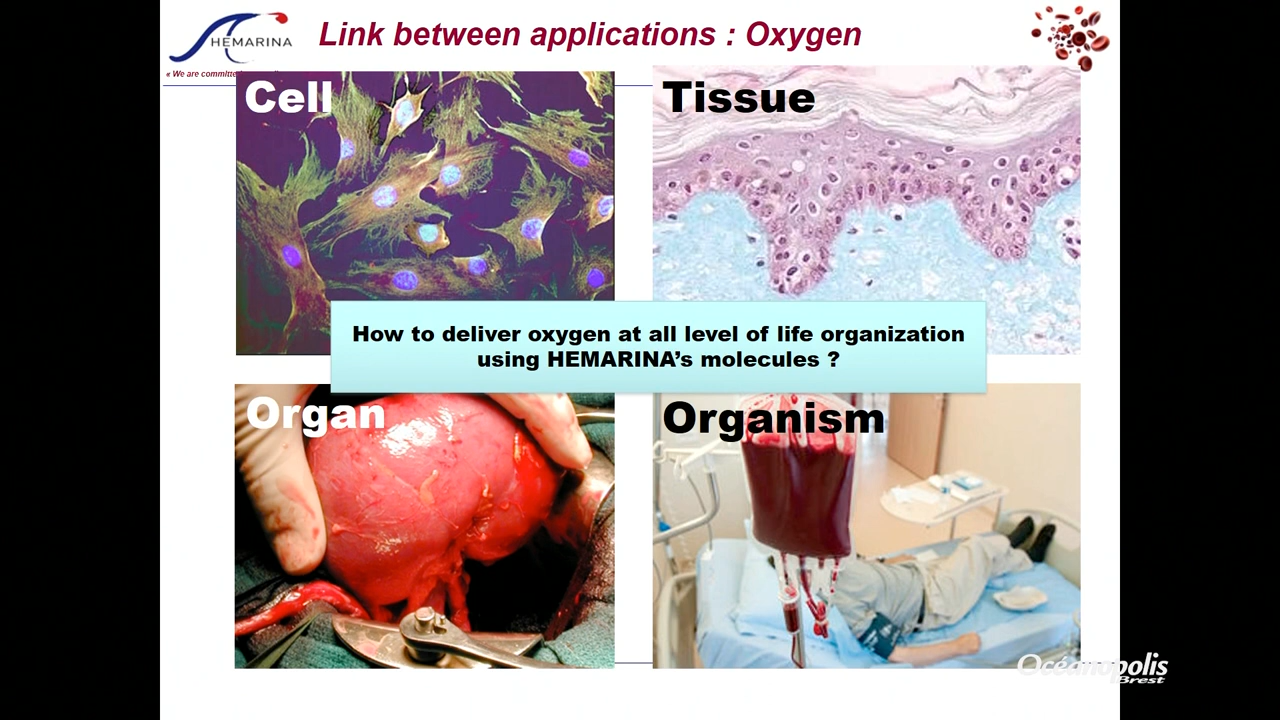 HEMARINA
Link between applications : Oxygen
« We are committe
Cell
Tissue
How to deliver oxygen at all level of life organization
using HEMARINA’s molecules ?
Organ
Organism
Océanopolis
Brest